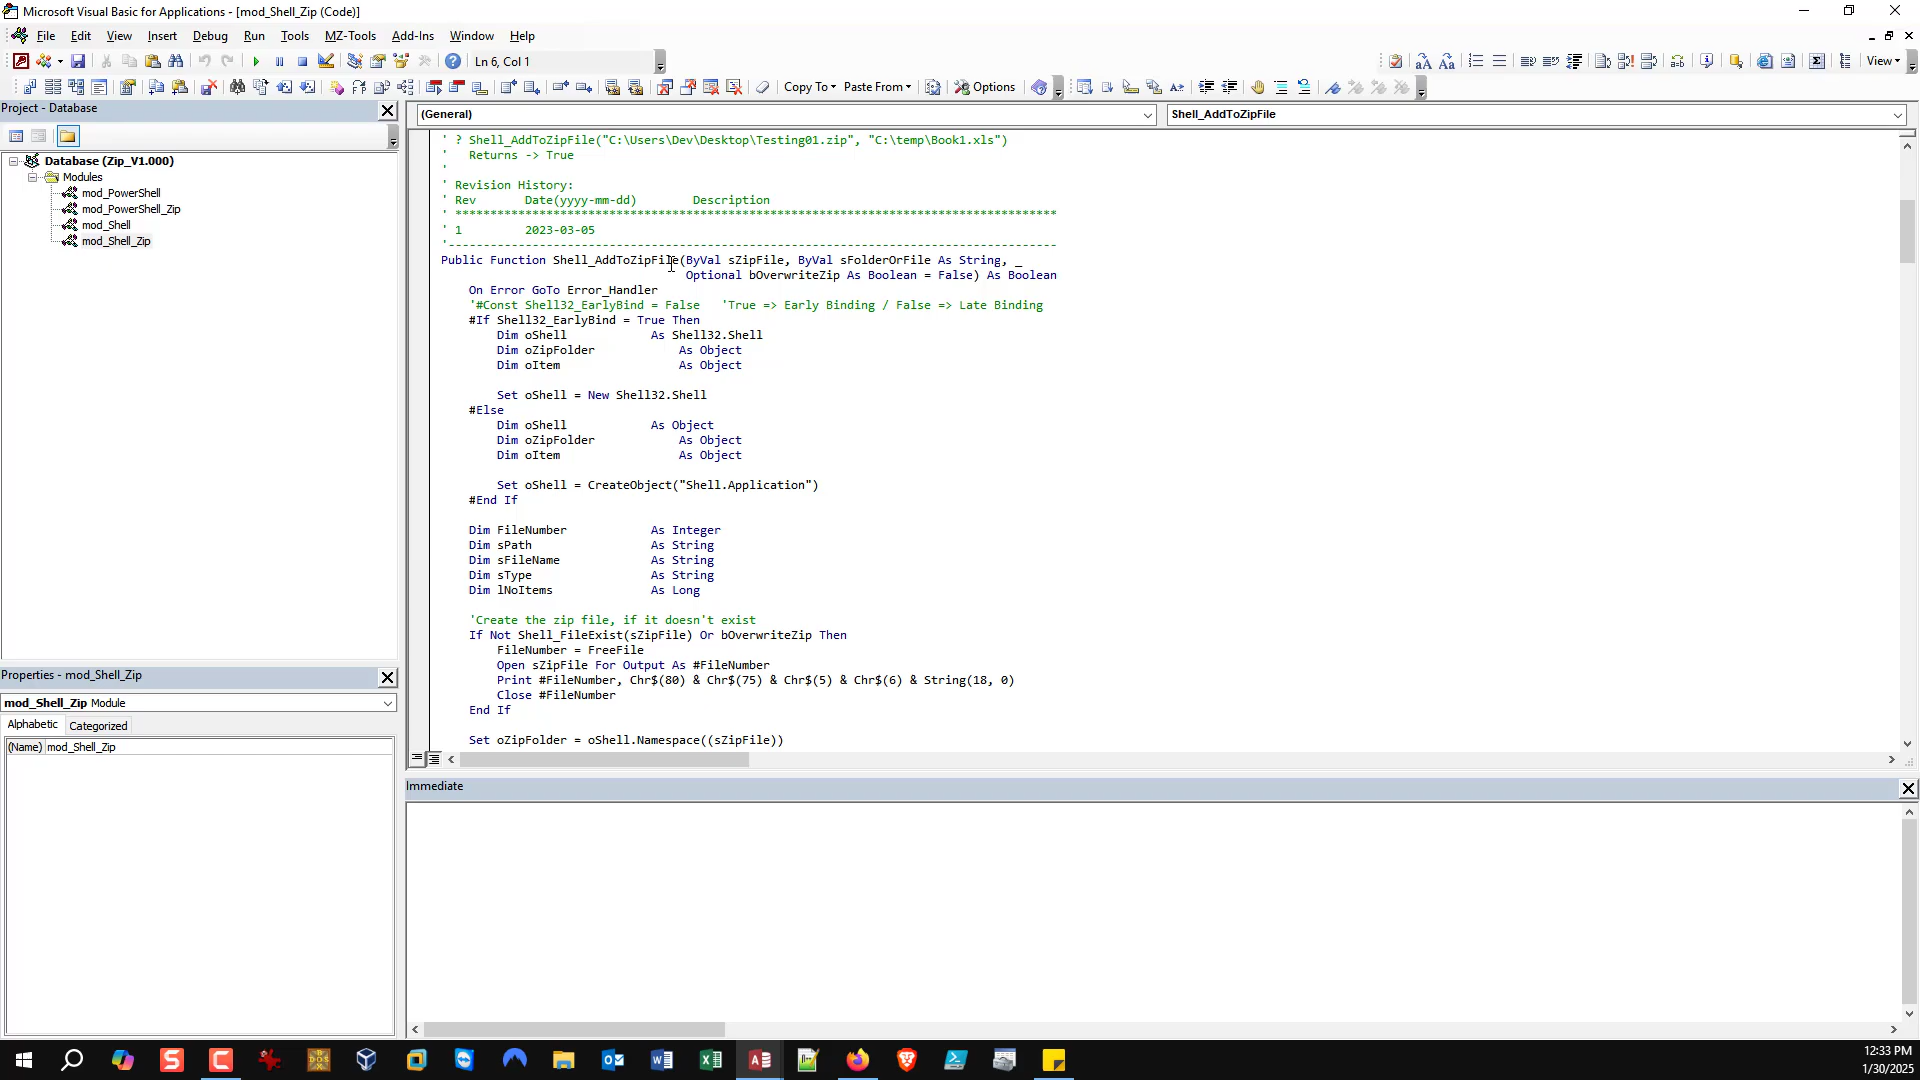 Microsoft Visual Basic for Applications - [mod_Shell_Zip (Code)]
File Edit View Insert Debug Run Tools MZ-Tools Add-Ins Window Help
Ln 6, Col 1
View
Copy To Paste From Options
Project - Database
(General)
Shell_AddToZipFile
Database (Zip_V1.000)
Modules
mod_PowerShell
mod_PowerShell_Zip
mod_Shell
mod_Shell_Zip
' ? Shell_AddToZipFile("C:\Users\Dev\Desktop\Testing01.zip", "C:\temp\Book1.xls")
'   Returns -> True
'
' Revision History:
' Rev       Date(yyyy-mm-dd)        Description
' **************************************************************************************
' 1         2023-03-05
'---------------------------------------------------------------------------------------
Public Function Shell_AddToZipFile(ByVal sZipFile, ByVal sFolderOrFile As String, _
                                   Optional bOverwriteZip As Boolean = False) As Boolean
    On Error GoTo Error_Handler
    '#Const Shell32_EarlyBind = False   'True => Early Binding / False => Late Binding
    #If Shell32_EarlyBind = True Then
        Dim oShell            As Shell32.Shell
        Dim oZipFolder            As Object
        Dim oItem                 As Object
        Set oShell = New Shell32.Shell
    #Else
        Dim oShell            As Object
        Dim oZipFolder            As Object
        Dim oItem                 As Object
        Set oShell = CreateObject("Shell.Application")
    #End If
    Dim FileNumber            As Integer
    Dim sPath                 As String
    Dim sFileName             As String
    Dim sType                 As String
    Dim lNoItems              As Long
    'Create the zip file, if it doesn't exist
    If Not Shell_FileExist(sZipFile) Or bOverwriteZip Then
        FileNumber = FreeFile
        Open sZipFile For Output As #FileNumber
        Print #FileNumber, Chr$(80) & Chr$(75) & Chr$(5) & Chr$(6) & String(18, 0)
        Close #FileNumber
    End If
    Set oZipFolder = oShell.Namespace((sZipFile))
Properties - mod_Shell_Zip
mod_Shell_Zip Module
Alphabetic Categorized
(Name) mod_Shell_Zip
Immediate
12:33 PM
1/30/2025